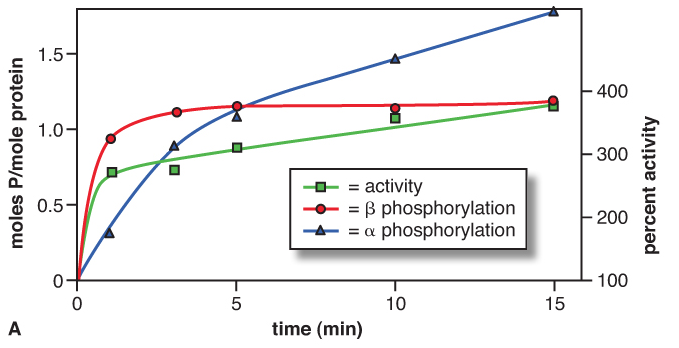 moles P/mole protein
1.5
1.0
0.5
0
400
300
200
100
percent activity
= activity
= β phosphorylation
= α phosphorylation
0
5
10
15
time (min)
A